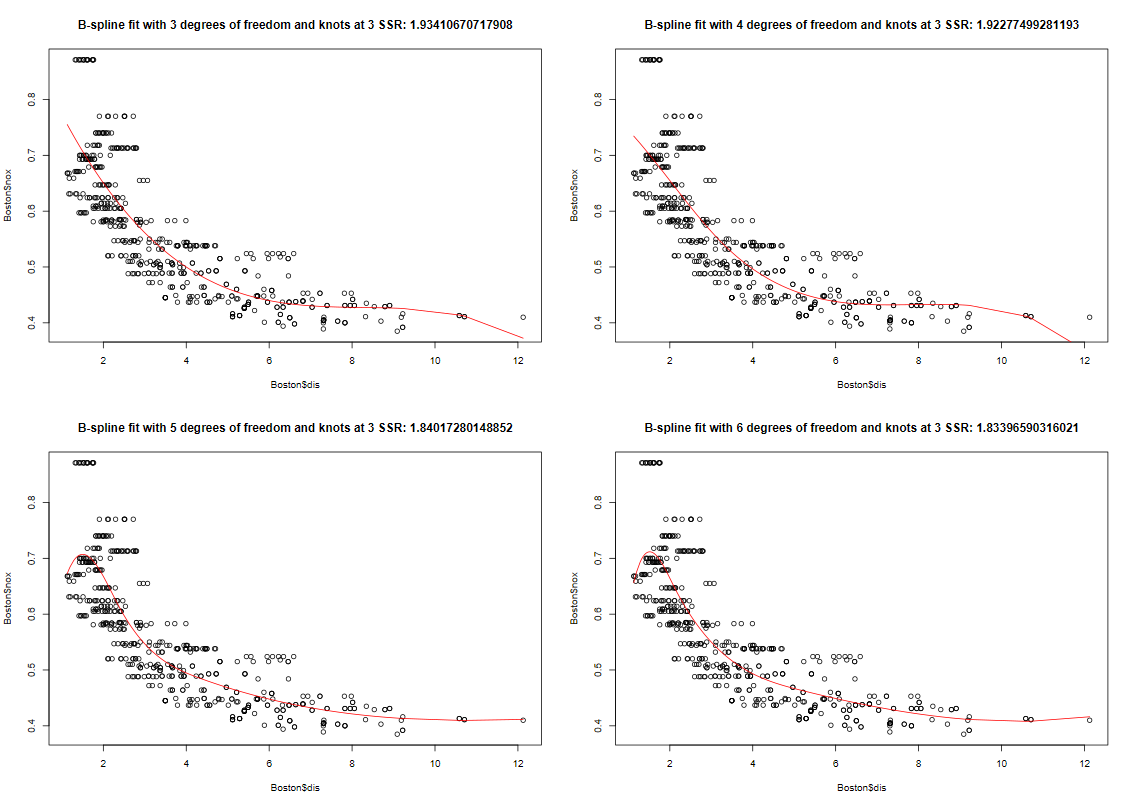 B-spline fit with 3 degrees of freedom and knots at 3 SSR: 1.93410670717908
Boston$nox
0.4 0.5 0.6 0.7 0.8
2 4 6 8 10 12
Boston$dis
B-spline fit with 4 degrees of freedom and knots at 3 SSR: 1.92277499281193
Boston$nox
0.4 0.5 0.6 0.7 0.8
2 4 6 8 10 12
Boston$dis
B-spline fit with 5 degrees of freedom and knots at 3 SSR: 1.84017280148852
Boston$nox
0.4 0.5 0.6 0.7 0.8
2 4 6 8 10 12
Boston$dis
B-spline fit with 6 degrees of freedom and knots at 3 SSR: 1.83396590316021
Boston$nox
0.4 0.5 0.6 0.7 0.8
2 4 6 8 10 12
Boston$dis